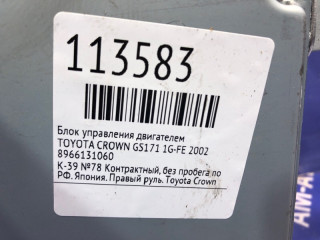 113583
Блок управления двигателем
TOYOTA CROWN GS171 1G-FE 2002
8966131060
К-39 №78 Контрактный, без пробега по
РФ. Япония. Правый руль. Toyota Crown
AM-A